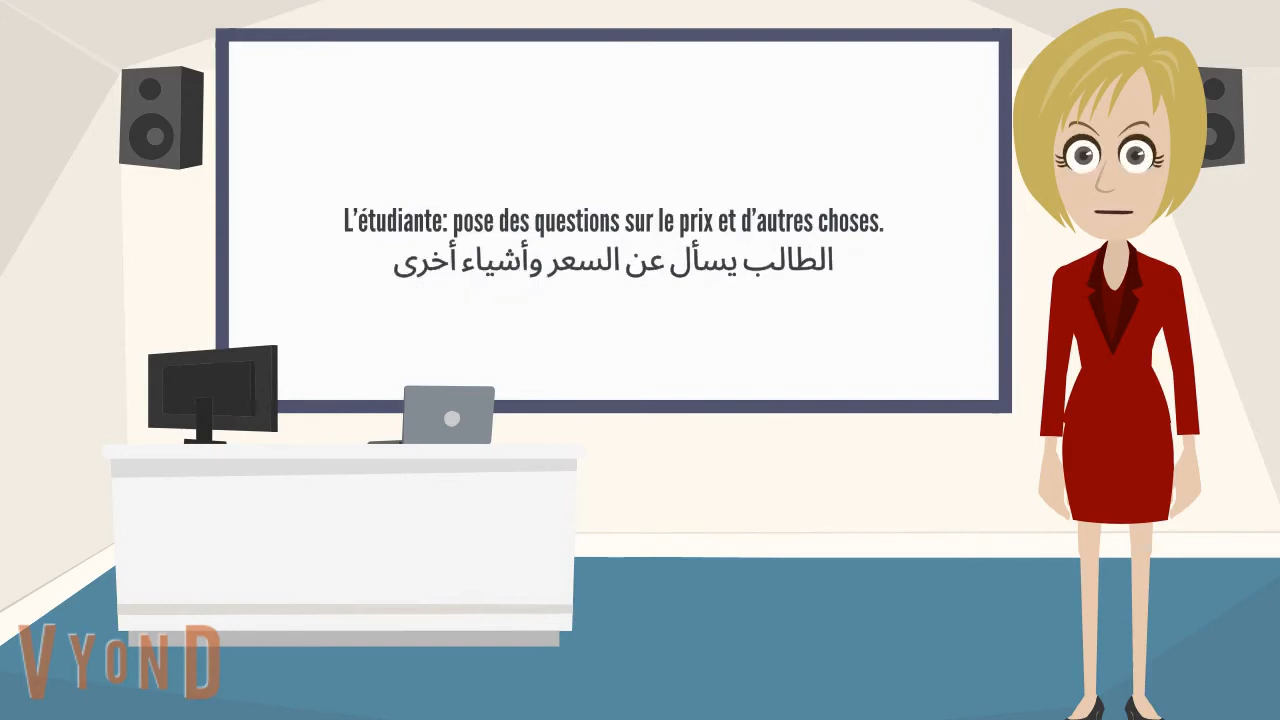 L'étudiante: pose des questions sur le prix et d'autres choses.
الطالب يسأل عن السعر وأشياء أخرى
VYOND